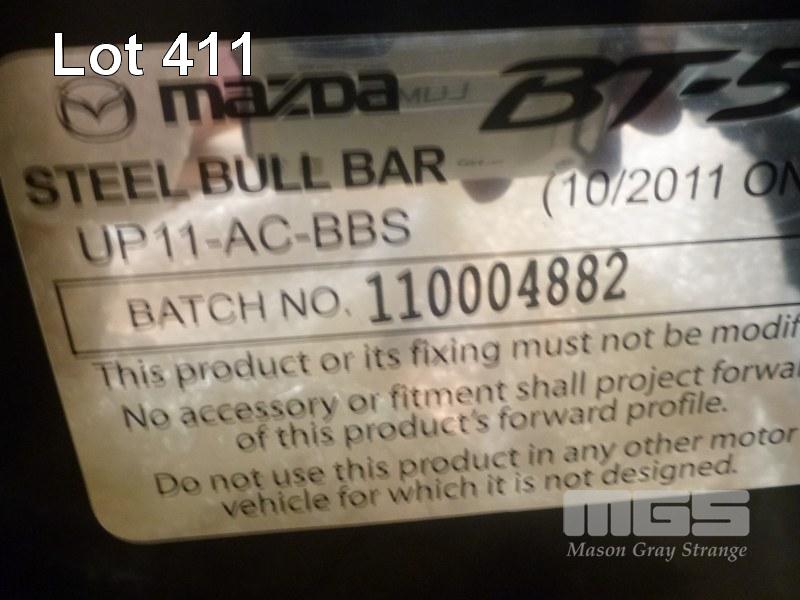 Lot 411
mazda BT-5
STEEL BULL BAR (10/2011 ON
UP11-AC-BBS
BATCH NO. 110004882
This product or its fixing must not be modif
No accessory or fitment shall project forwa
of this product's forward profile.
Do not use this product in any other motor
vehicle for which it is not designed.
MGS
Mason Gray Strange